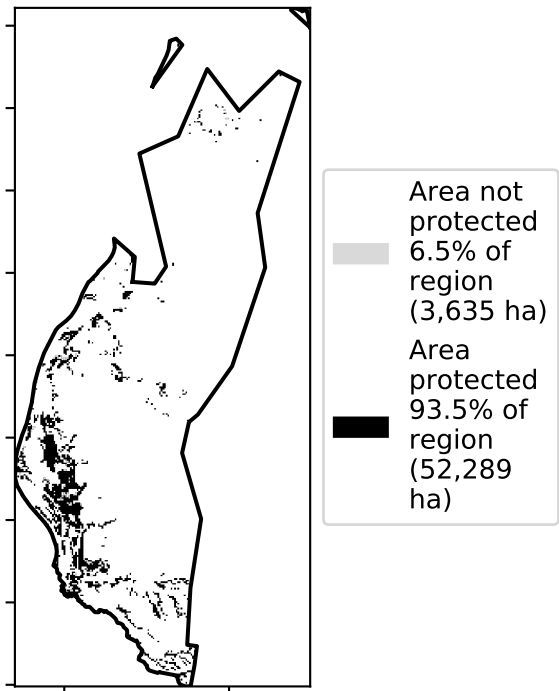 Area not
protected
6.5% of
region
(3,635 ha)
Area
protected
93.5% of
region
(52,289
ha)